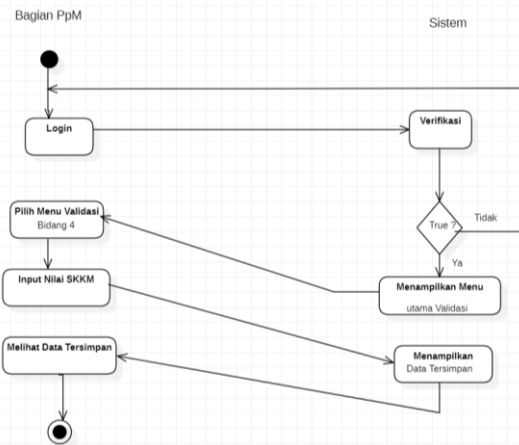 Bagian PpM
Sistem
Login
Verifikasi
True ?
Tidak
Ya
Pilih Menu Validasi
Bidang 4
Menampilkan Menu
utama Validasi
Input Nilai SKKM
Melihat Data Tersimpan
Menampilkan
Data Tersimpan